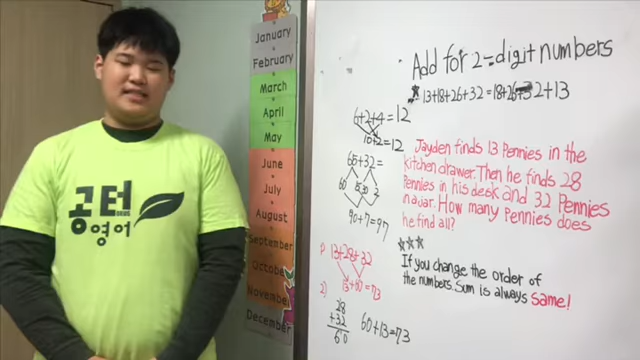 January
February
March
April
May
June
July
August
September
October
November
December
공터
영어
Add for 2-digit numbers
13+18+26+32=18+26+32+13
6+2+4=12
10+2=12
65+32=
60 5 30 2
90+7=97
1) 13+28+32
13+60=73
2)
28
+32
60
60+13=73
Jayden finds 13 Pennies in the
kitchen drawer. Then he finds 28
Pennies in his desk and 32 Pennies
in a Jar. How many Pennies does
he find all?
If you change the order of
the numbers. Sum is always same!